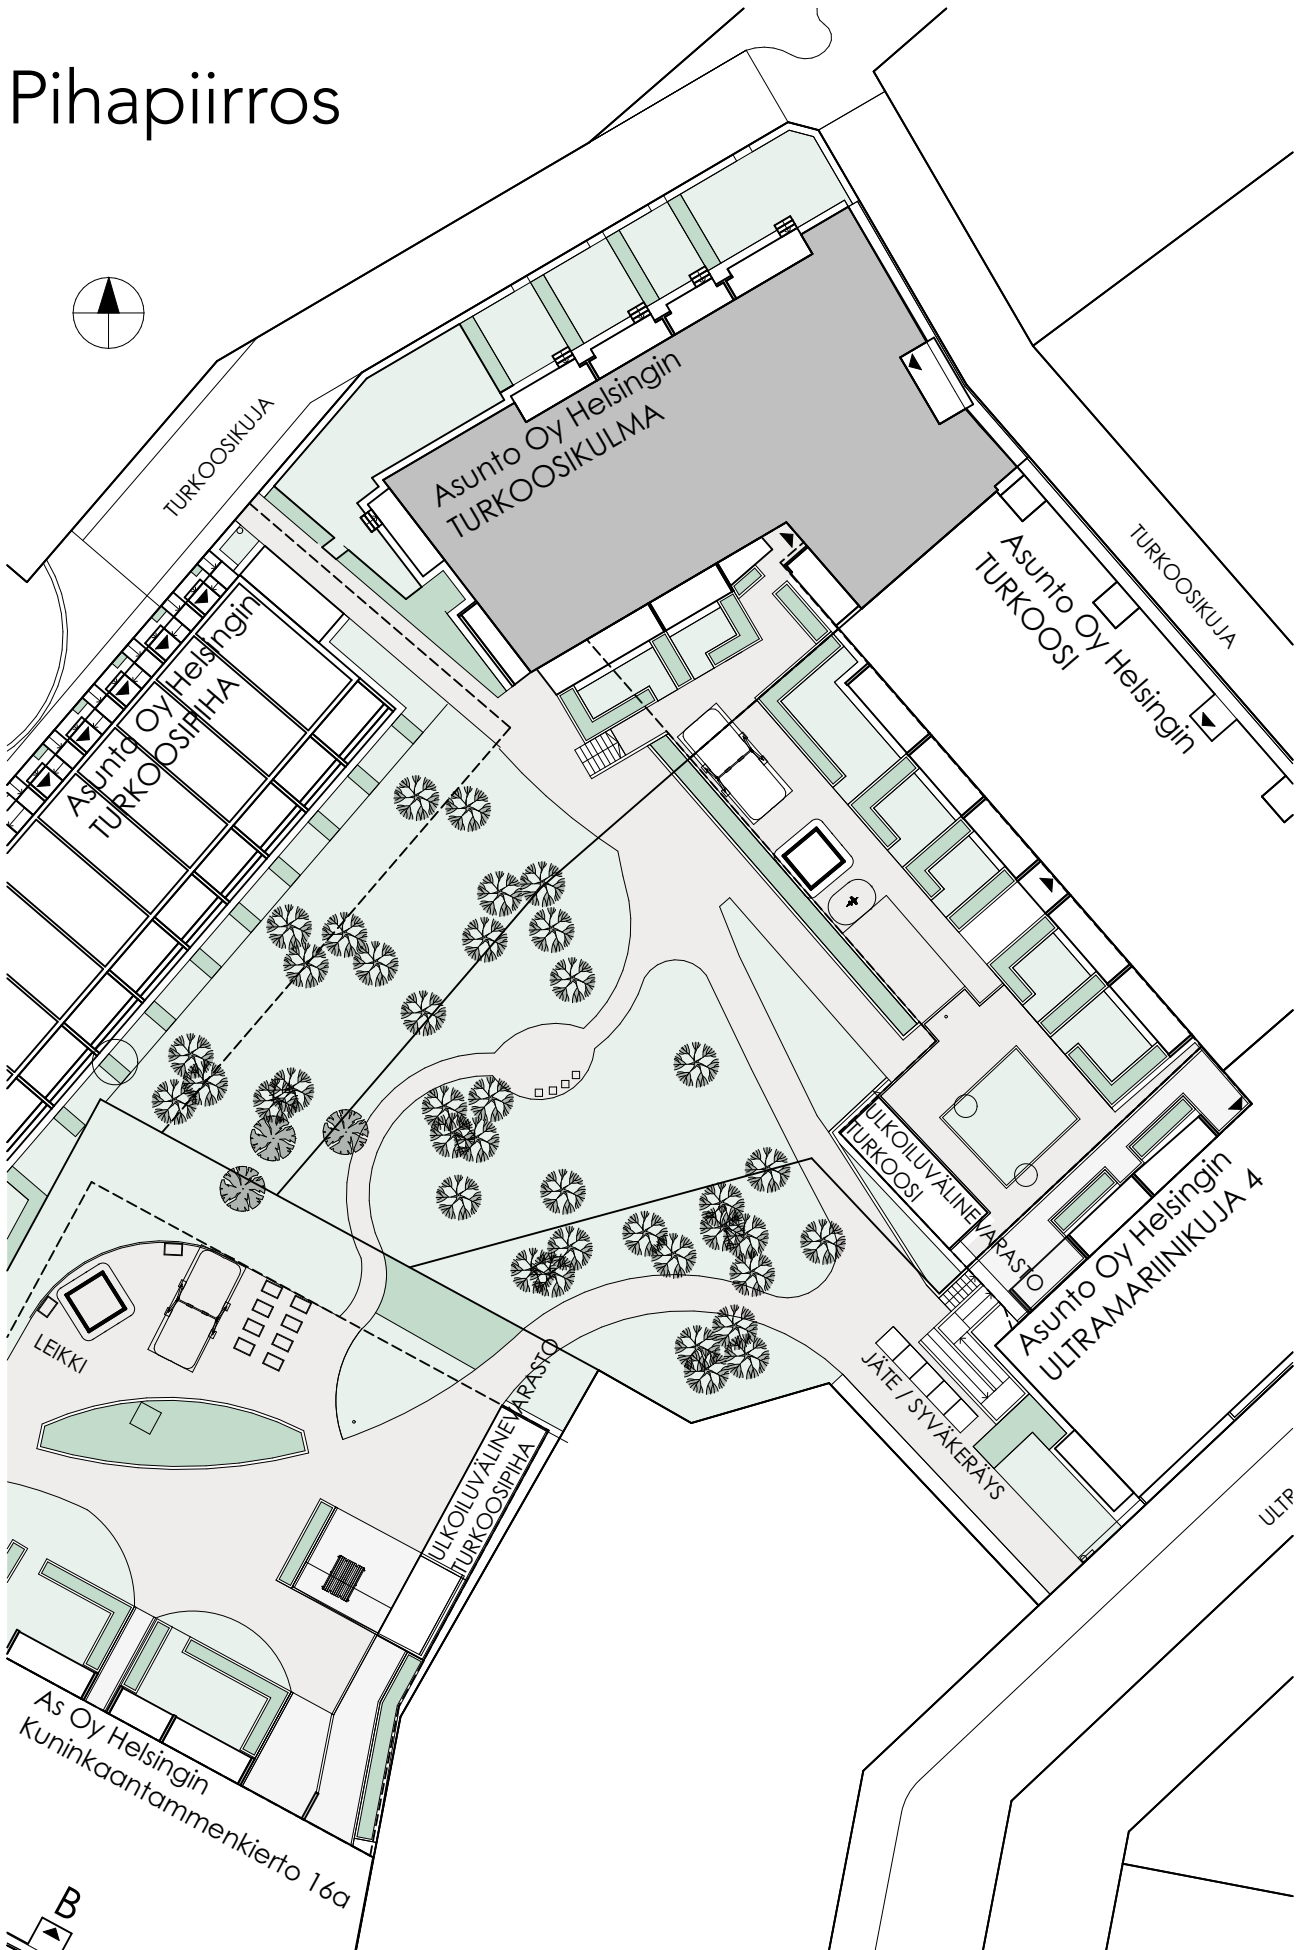 Pihapiirros
TURKOOSIKUJA
Asunto Oy Helsingin
TURKOOSIKULMA
TURKOOSIKUJA
Asunto Oy Helsingin
TURKOOSI
Asunto Oy Helsingin
TURKOOSIPIHA
ULKOILUVÄLINEVARASTO
TURKOOSI
Asunto Oy Helsingin
ULTRAMARIINIKUJA 4
LEIKKI
JÄTE / SYVÄKERÄYS
ULKOILUVÄLINEVARASTO
TURKOOSIPIHA
ULTR
As Oy Helsingin
Kuninkaantammenkierto 16a
B